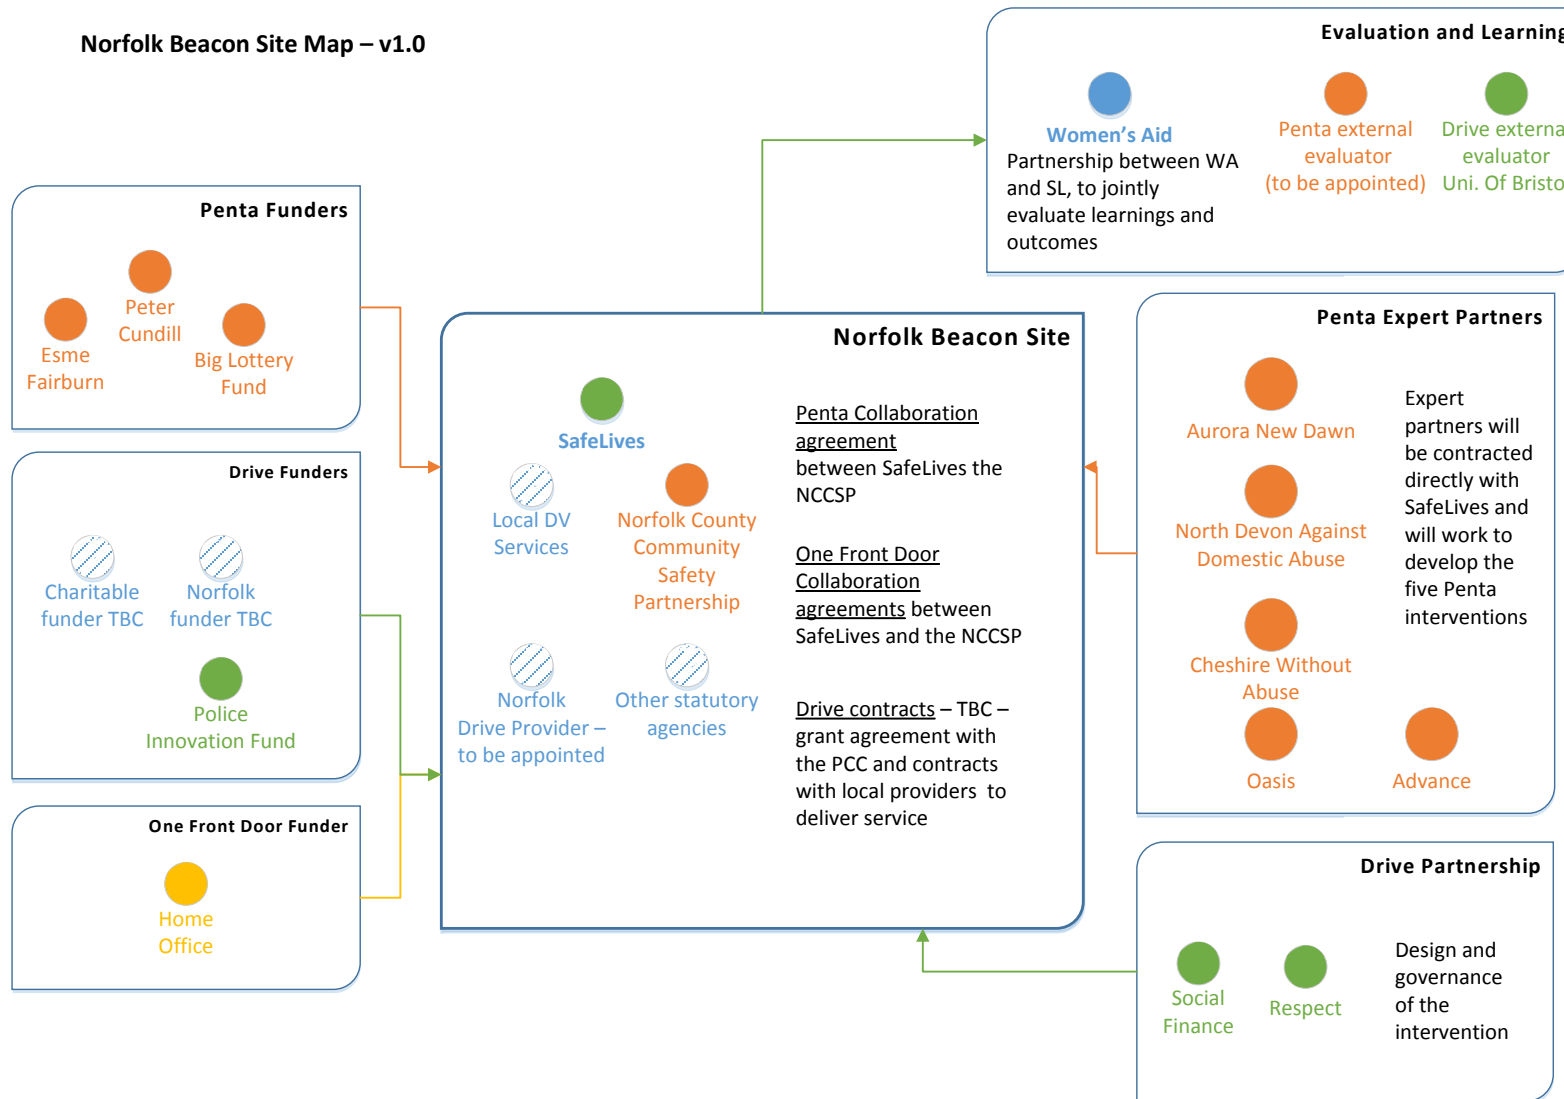 Norfolk Beacon Site Map – v1.0
Evaluation and Learning
Women's Aid
Partnership between WA
and SL, to jointly
evaluate learnings and
outcomes
Penta external
evaluator
(to be appointed)
Drive externa
evaluator
Uni. Of Bristo
Penta Funders
Esme
Fairburn
Peter
Cundill
Big Lottery
Fund
Drive Funders
Charitable
funder TBC
Norfolk
funder TBC
Police
Innovation Fund
One Front Door Funder
Home
Office
Norfolk Beacon Site
SafeLives
Local DV
Services
Norfolk County
Community
Safety
Partnership
Norfolk
Drive Provider –
to be appointed
Other statutory
agencies
Penta Collaboration
agreement
between SafeLives the
NCCSP
One Front Door
Collaboration
agreements between
SafeLives and the NCCSP
Drive contracts – TBC –
grant agreement with
the PCC and contracts
with local providers to
deliver service
Penta Expert Partners
Aurora New Dawn
North Devon Against
Domestic Abuse
Cheshire Without
Abuse
Oasis
Advance
Expert
partners will
be contracted
directly with
SafeLives and
will work to
develop the
five Penta
interventions
Drive Partnership
Social
Finance
Respect
Design and
governance
of the
intervention